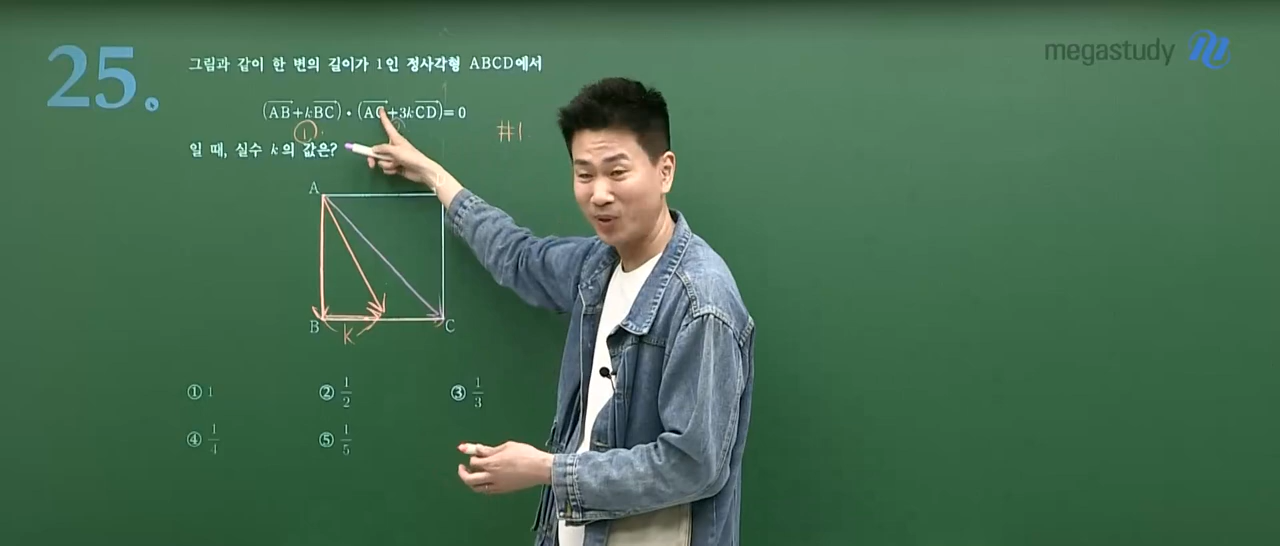 25.
megastudy
그림과 같이 한 변의 길이가 1인 정사각형 ABCD에서
(AB+kBC)•(AC+3kCD)=0
①
#1
일 때, 실수 k의 값은?
A
B
K
C
① 1
② 1/2
③ 1/3
④ 1/4
⑤ 1/5